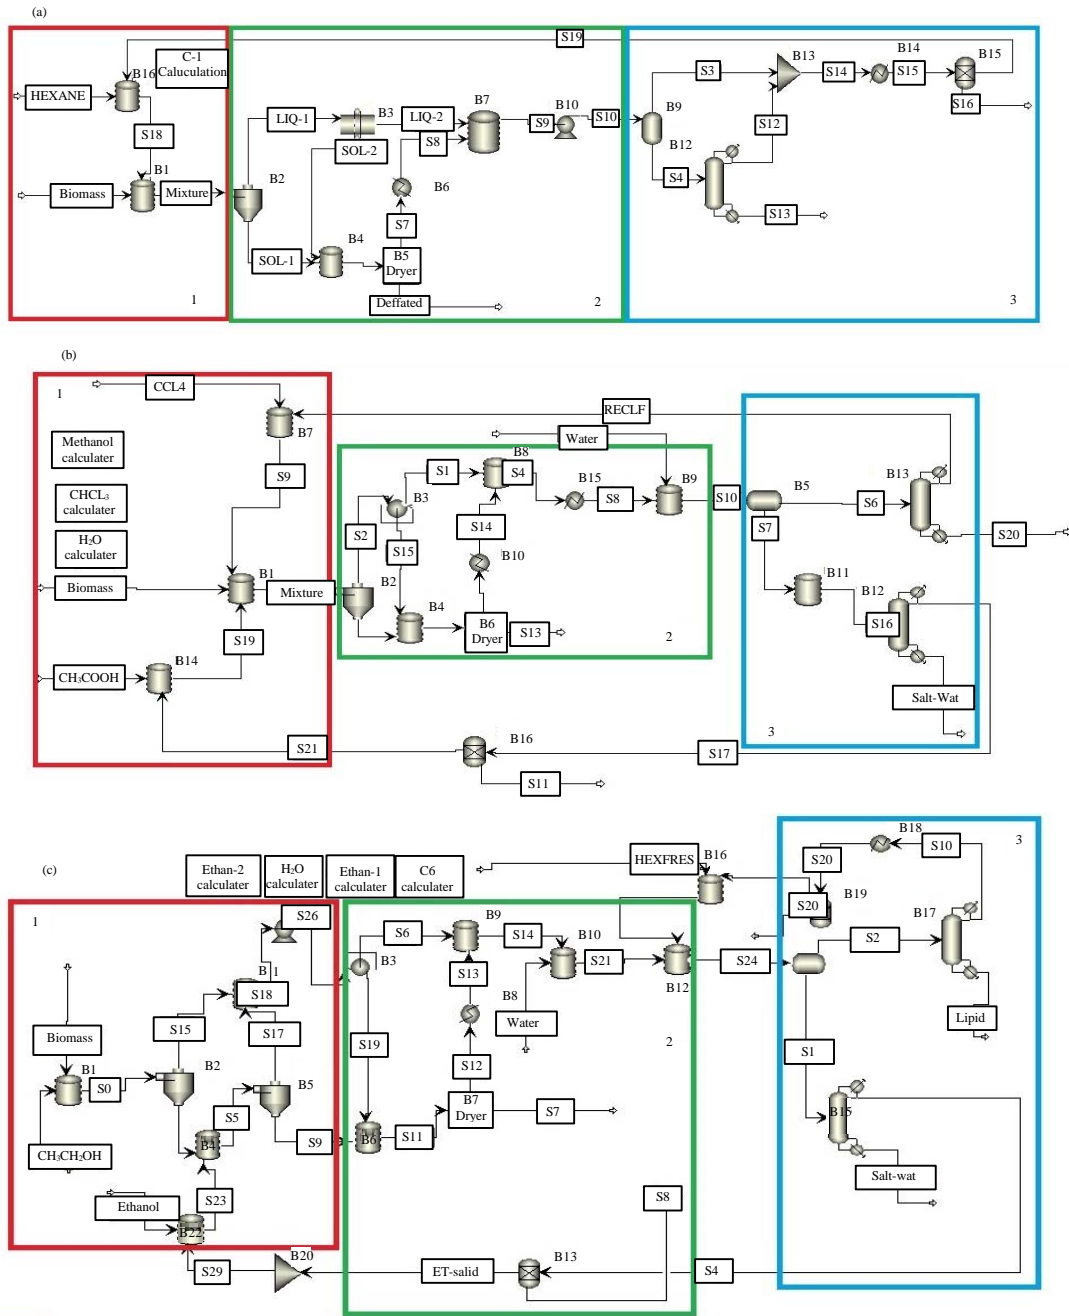 (a)
S19
C-1
Caluculation
B16
HEXANE
S18
B1
Biomass
Mixture
1
LIQ-1
B3
LIQ-2
S8
B7
S9
B10
S10
SOL-2
B2
B6
S7
B4
SOL-1
B5
Dryer
Deffated
2
S3
B13
S14
B14
S15
B15
S16
B9
S12
B12
S4
S13
3
(b)
1
CCL4
RECLF
B7
Water
Methanol
calculater
S9
CHCL₃
calculater
H₂O
calculater
Biomass
B1
Mixture
S19
CH₃COOH
B14
S21
S1
B8
S4
B3
B15
S8
B9
S10
S2
S14
S15
B10
B2
B4
B6
Dryer
S13
2
B13
B5
S6
S7
S20
B11
B12
S16
Salt-Wat
3
B16
S17
S11
(c)
Ethan-2
calculater
H₂O
calculater
Ethan-1
calculater
C6
calculater
HEXFRES
B16
B18
S10
3
S20
S20
B19
B17
1
S26
S6
B9
S14
B10
S2
B3
S21
S24
B12
S13
B 1
S18
B8
Lipid
Biomass
S15
S17
S19
Water
2
S1
B1
B2
S12
S0
B5
B7
Dryer
S7
B15
S5
B6
S11
B4
S9
CH₃CH₂OH
Salt-wat
S23
S8
Ethanol
B22
B20
B13
S29
ET-salid
S4